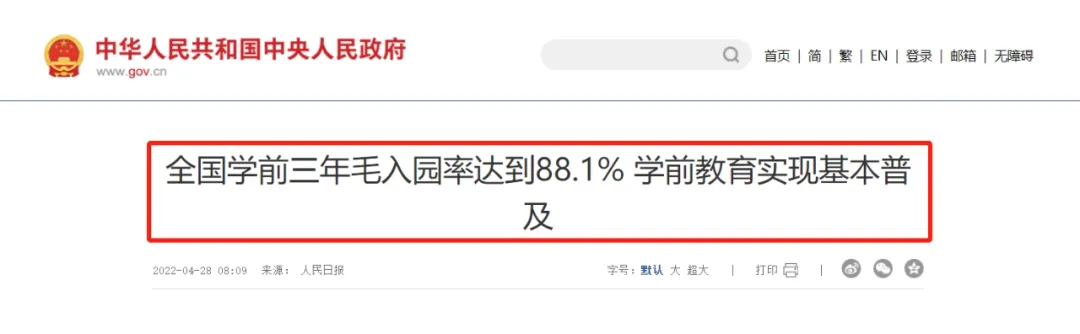 中华人民共和国中央人民政府
www.gov.cn
首页 | 简 | 繁 | EN | 登录 | 邮箱 | 无障碍
全国学前三年毛入园率达到88.1% 学前教育实现基本普
及
2022-04-28 08:09 来源： 人民日报 字号：默认 大 超大 | 打印 |